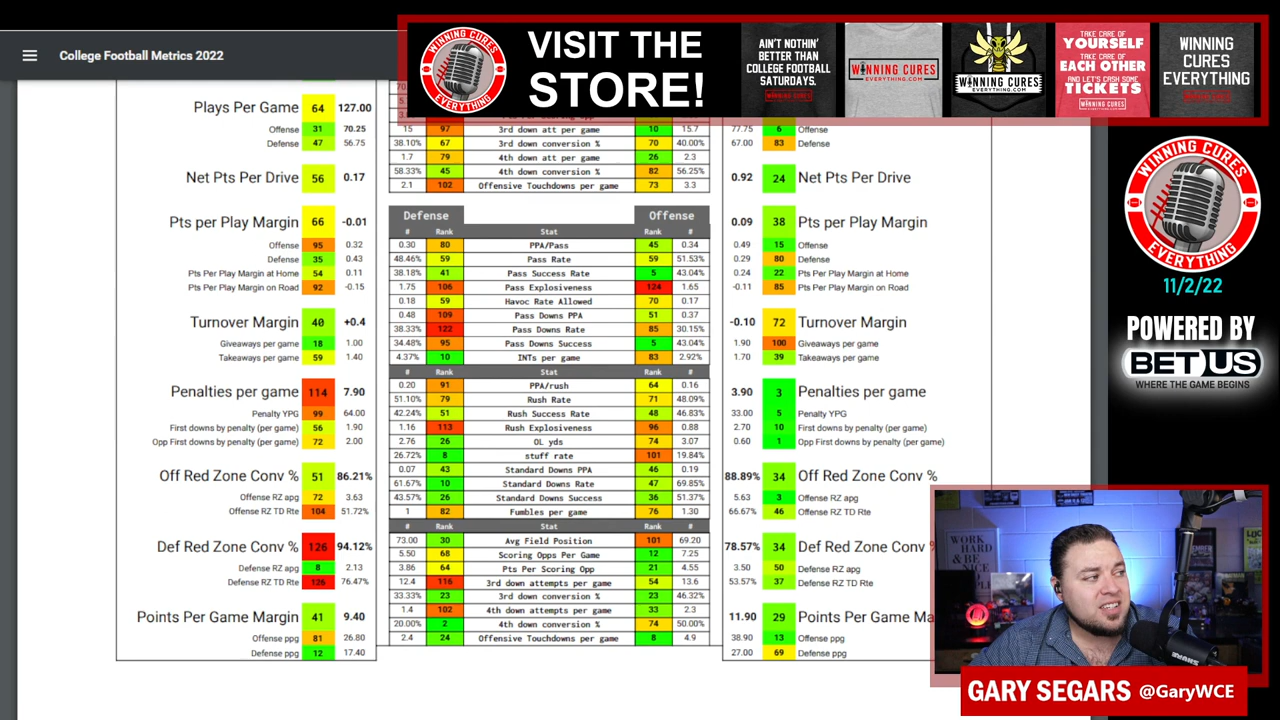 College Football Metrics 2022
WINNING CURES
EVERYTHING
VISIT THE
STORE!
AIN'T NOTHIN'
BETTER THAN
COLLEGE FOOTBALL
SATURDAYS.
WINNING CURES
WINNING CURES
EVERYTHING.COM
WINNING CURES
EVERYTHING.COM
TAKE CARE OF
YOURSELF
TAKE CARE OF
EACH OTHER
AND LET'S CASH SOME
TICKETS
WINNING CURES
WINNING
CURES
EVERYTHING
Plays Per Game 64 127.00
Offense 31 70.25
Defense 47 56.75
Net Pts Per Drive 56 0.17
Pts per Play Margin 66 -0.01
Offense 95 0.32
Defense 35 0.43
Pts Per Play Margin at Home 54 0.11
Pts Per Play Margin on Road 92 -0.15
Turnover Margin 40 +0.4
Giveaways per game 18 1.00
Takeaways per game 59 1.40
Penalties per game 114 7.90
Penalty YPG 99 64.00
First downs by penalty (per game) 56 1.90
Opp First downs by penalty (per game) 72 2.00
Off Red Zone Conv % 51 86.21%
Offense RZ apg 72 3.63
Offense RZ TD Rte 104 51.72%
Def Red Zone Conv % 126 94.12%
Defense RZ apg 8 2.13
Defense RZ TD Rte 126 76.47%
Points Per Game Margin 41 9.40
Offense ppg 81 26.80
Defense ppg 12 17.40
15 97 3rd down att per game 10 15.7
38.10% 67 3rd down conversion % 70 40.00%
1.7 79 4th down att per game 26 2.3
58.33% 45 4th down conversion % 82 56.25%
2.1 102 Offensive Touchdowns per game 73 3.3
Defense Offense
# Rank Stat Rank #
0.30 80 PPA/Pass 45 0.34
48.46% 59 Pass Rate 59 51.53%
38.18% 41 Pass Success Rate 5 43.04%
1.75 106 Pass Explosiveness 124 1.65
0.18 59 Havoc Rate Allowed 70 0.17
0.48 109 Pass Downs PPA 51 0.37
38.33% 122 Pass Downs Rate 85 30.15%
34.48% 95 Pass Downs Success 5 43.04%
4.37% 10 INTs per game 83 2.92%
# Rank Stat Rank #
0.20 91 PPA/rush 64 0.16
51.10% 79 Rush Rate 71 48.09%
42.24% 51 Rush Success Rate 48 46.83%
1.16 113 Rush Explosiveness 96 0.88
2.76 26 OL yds 74 3.07
26.72% 8 stuff rate 101 19.84%
0.07 43 Standard Downs PPA 46 0.19
61.67% 10 Standard Downs Rate 47 69.85%
43.57% 26 Standard Downs Success 36 51.37%
1 82 Fumbles per game 76 1.30
# Rank Stat Rank #
73.00 30 Avg Field Position 101 69.20
5.50 68 Scoring Opps Per Game 12 7.25
3.86 64 Pts Per Scoring Opp 21 4.55
12.4 116 3rd down attempts per game 54 13.6
33.33% 23 3rd down conversion % 23 46.32%
1.4 102 4th down attempts per game 33 2.3
20.00% 2 4th down conversion % 74 50.00%
2.4 24 Offensive Touchdowns per game 8 4.9
77.75 6 Offense
67.00 83 Defense
0.92 24 Net Pts Per Drive
0.09 38 Pts per Play Margin
0.49 15 Offense
0.29 80 Defense
0.24 22 Pts Per Play Margin at Home
-0.11 85 Pts Per Play Margin on Road
-0.10 72 Turnover Margin
1.90 100 Giveaways per game
1.70 39 Takeaways per game
3.90 3 Penalties per game
33.00 5 Penalty YPG
2.70 10 First downs by penalty (per game)
0.60 1 Opp First downs by penalty (per game)
88.89% 34 Off Red Zone Conv %
5.63 3 Offense RZ apg
66.67% 46 Offense RZ TD Rte
78.57% 34 Def Red Zone Conv %
3.50 50 Defense RZ apg
53.57% 37 Defense RZ TD Rte
11.90 29 Points Per Game Ma
38.90 13 Offense ppg
27.00 69 Defense ppg
WINNING CURES
EVERYTHING
11/2/22
POWERED BY
BETUS
WHERE THE GAME BEGINS
WORK
HARD
& BE
NICE
SHURE
GARY SEGARS @GaryWCE